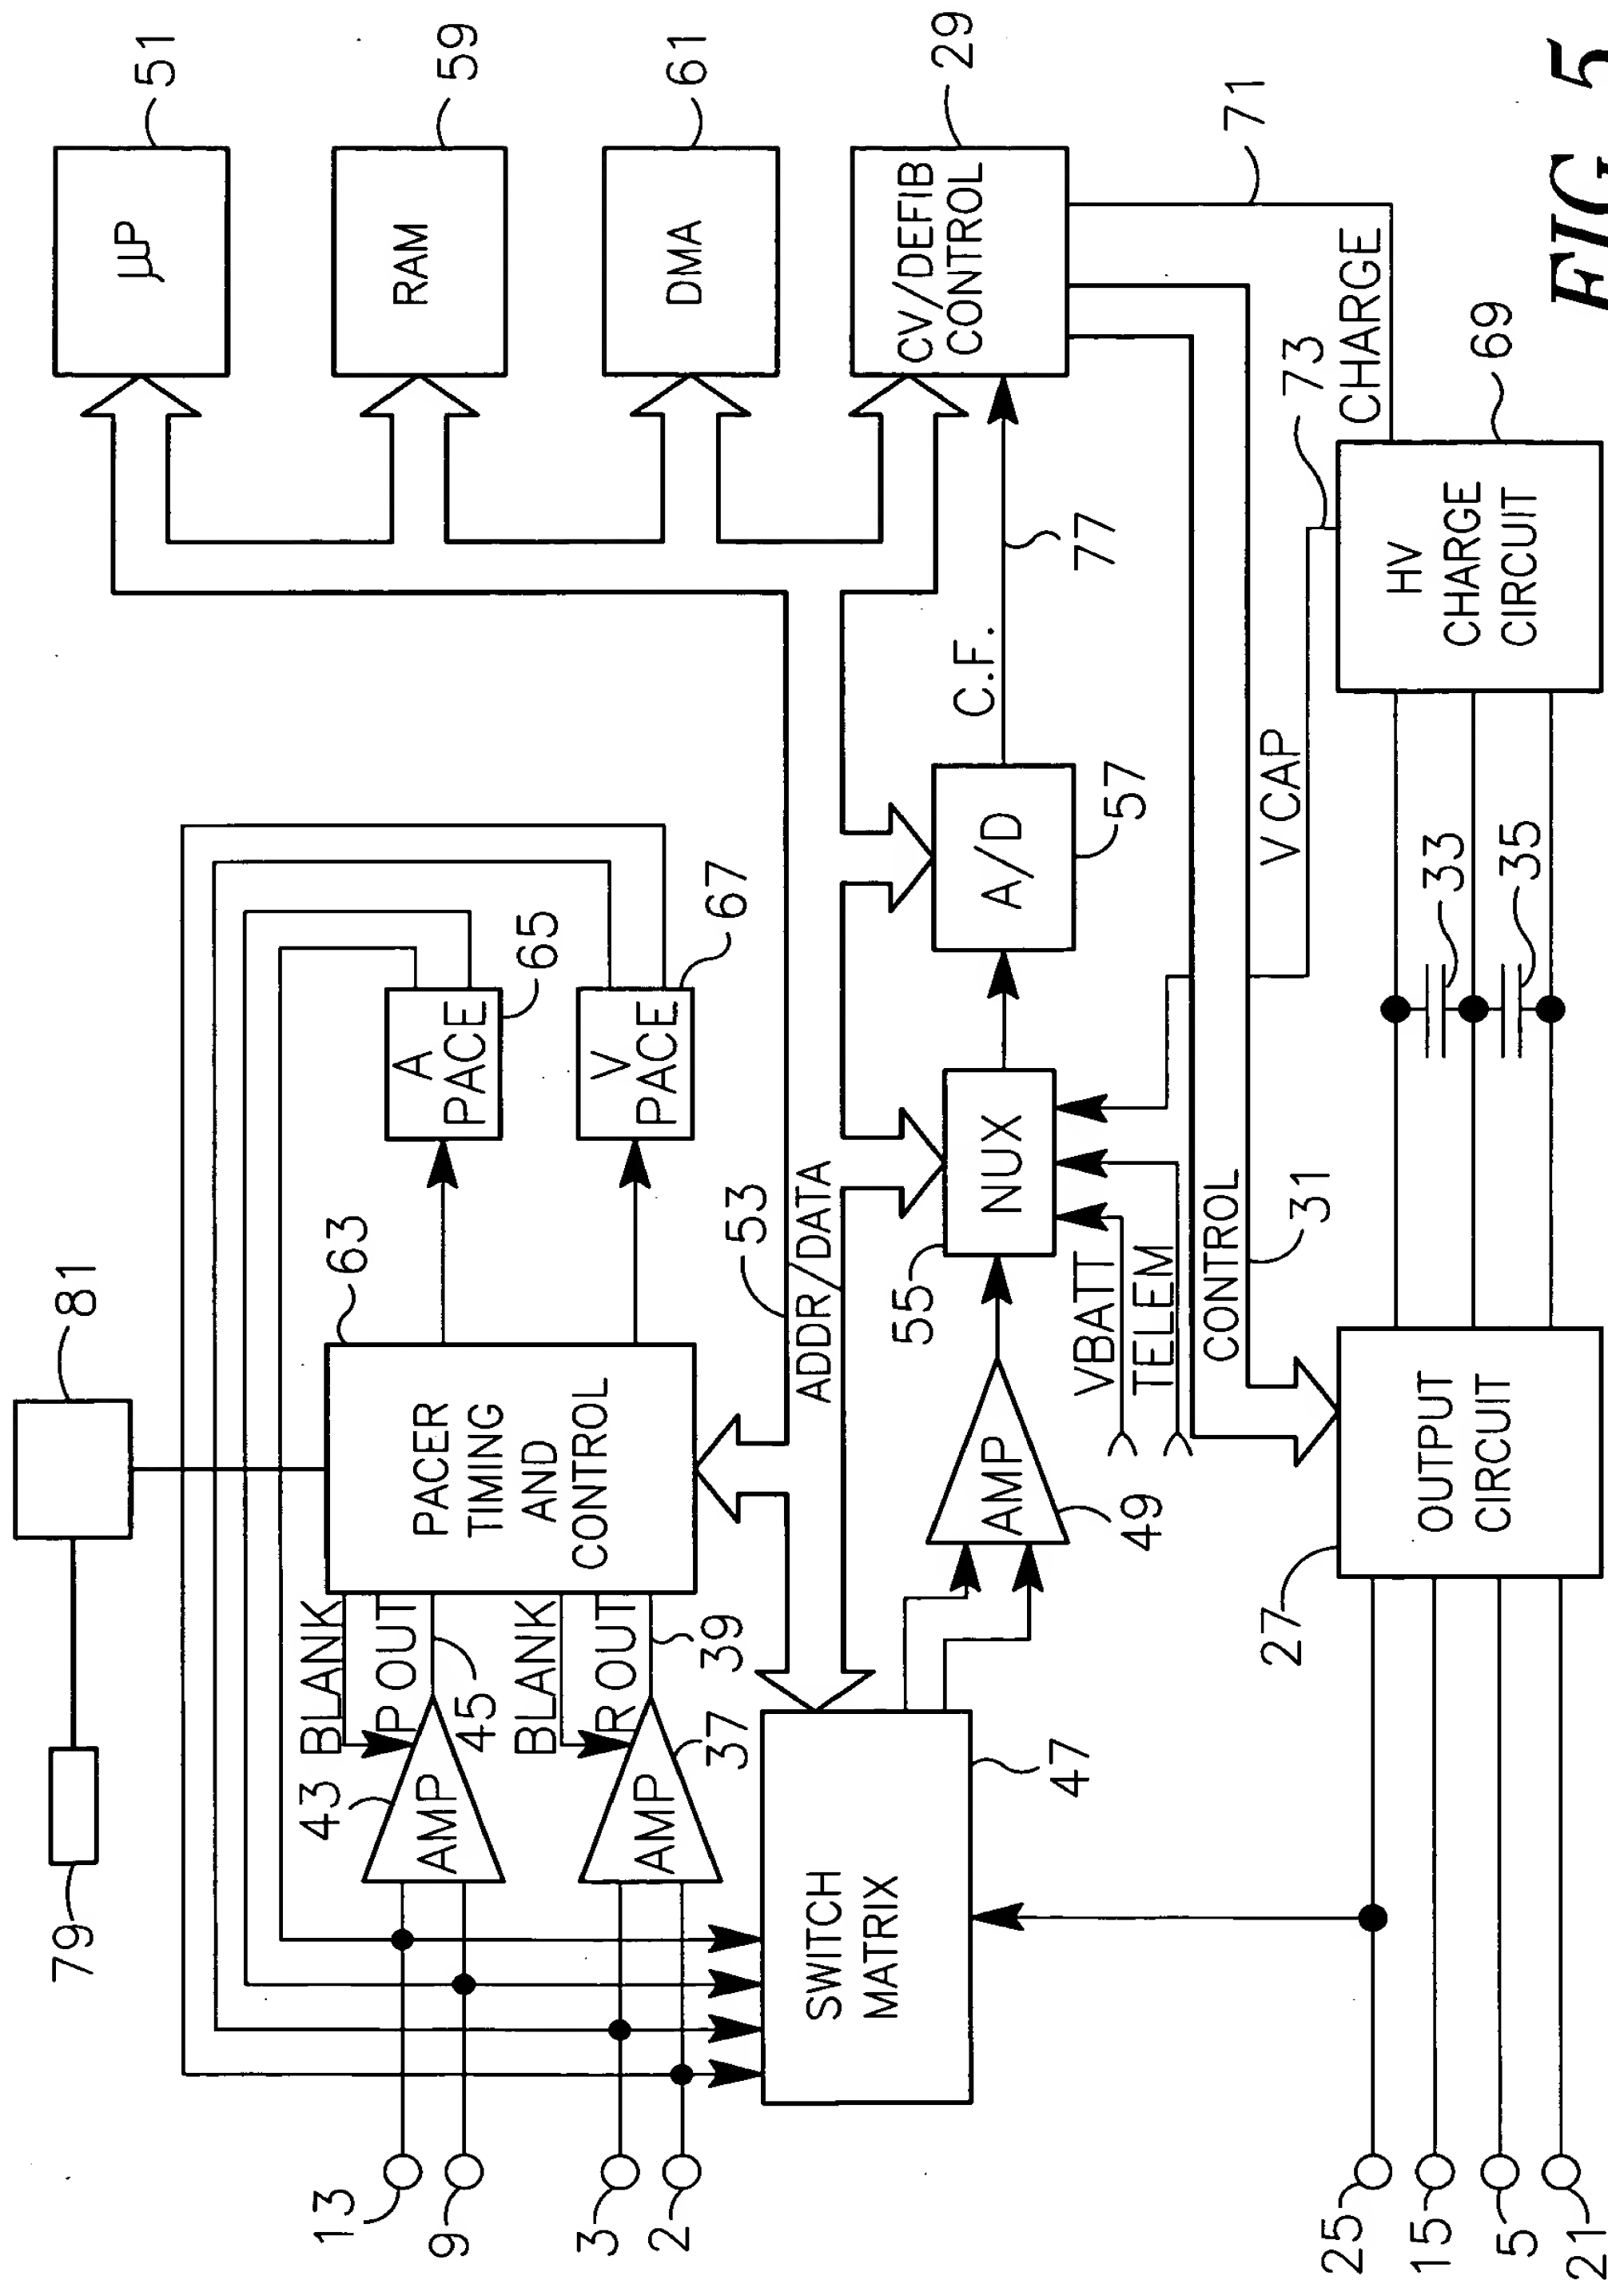 51
59
61
29
μP
RAM
DMA
CV/DEFIB
CONTROL
71
77
C.F.
73
CHARGE
69
HV
CHARGE
CIRCUIT
V CAP
A/D
57
33
35
65
67
A
PACE
V
PACE
63
81
53
ADDR/DATA
NUX
55
VBATT
TELEM
CONTROL
31
PACER
TIMING
AND
CONTROL
AMP
49
OUTPUT
CIRCUIT
27
BLANK
P OUT
45
BLANK
R OUT
39
43
AMP
AMP
37
79
47
SWITCH
MATRIX
13
9
3
2
25
15
5
21
FIG 5